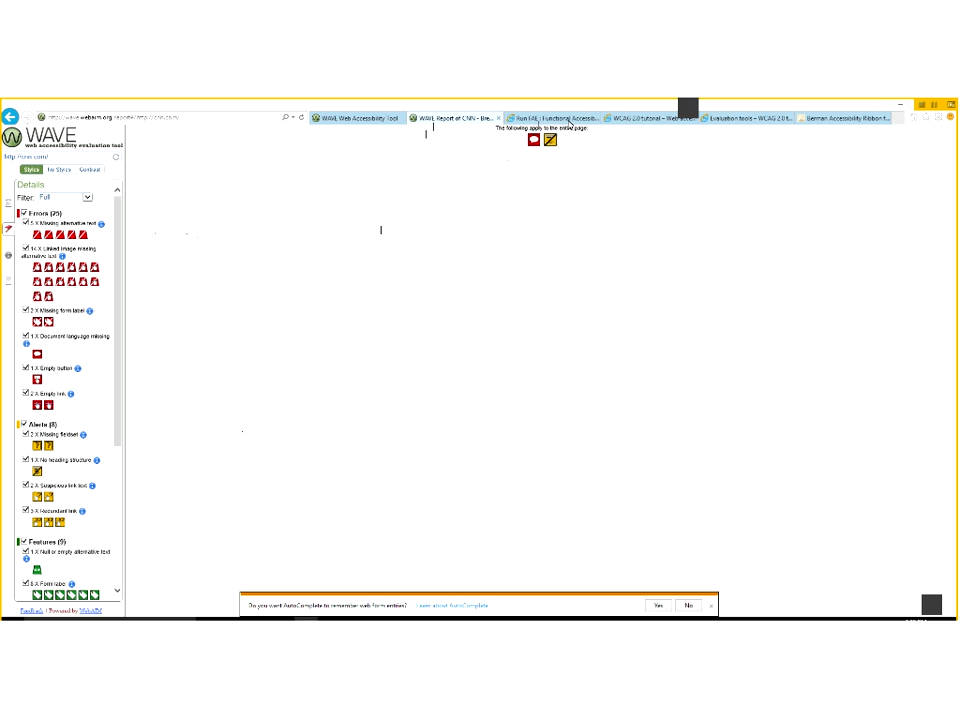 http://wave.webaim.org/report#/http://cnn.com/
WAVE Web Accessibility Tool
WAVE Report of CNN - Bre...
Run FAE | Functional Accessib...
WCAG 2.0 tutorial – Web acce...
Evaluation tools – WCAG 2.0 t...
Berman Accessibility Ribbon f...
WAVE
web accessibility evaluation tool
The following apply to the entire page:
http://cnn.com/
Styles No Styles Contrast
Details
Filter: Full
Errors (25)
5 X Missing alternative text
14 X Linked image missing
alternative text
2 X Missing form label
1 X Document language missing
1 X Empty button
2 X Empty link
Alerts (8)
2 X Missing fieldset
1 X No heading structure
2 X Suspicious link text
3 X Redundant link
Features (9)
1 X Null or empty alternative text
8 X Form label
Feedback | Powered by WebAIM
Do you want AutoComplete to remember web form entries? Learn about AutoComplete
Yes No